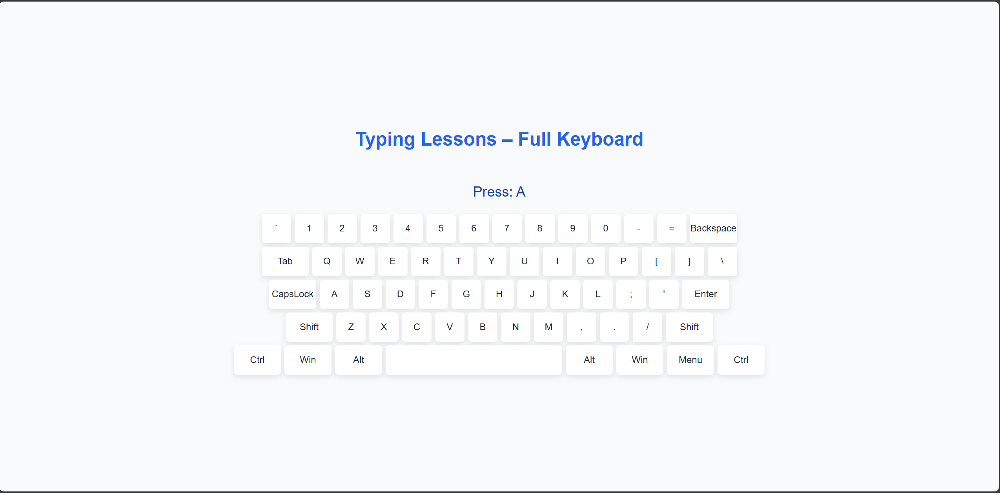 Typing Lessons – Full Keyboard
Press: A
` 1 2 3 4 5 6 7 8 9 0 - = Backspace
Tab Q W E R T Y U I O P [ ] \
CapsLock A S D F G H J K L ; ' Enter
Shift Z X C V B N M , . / Shift
Ctrl Win Alt Alt Win Menu Ctrl